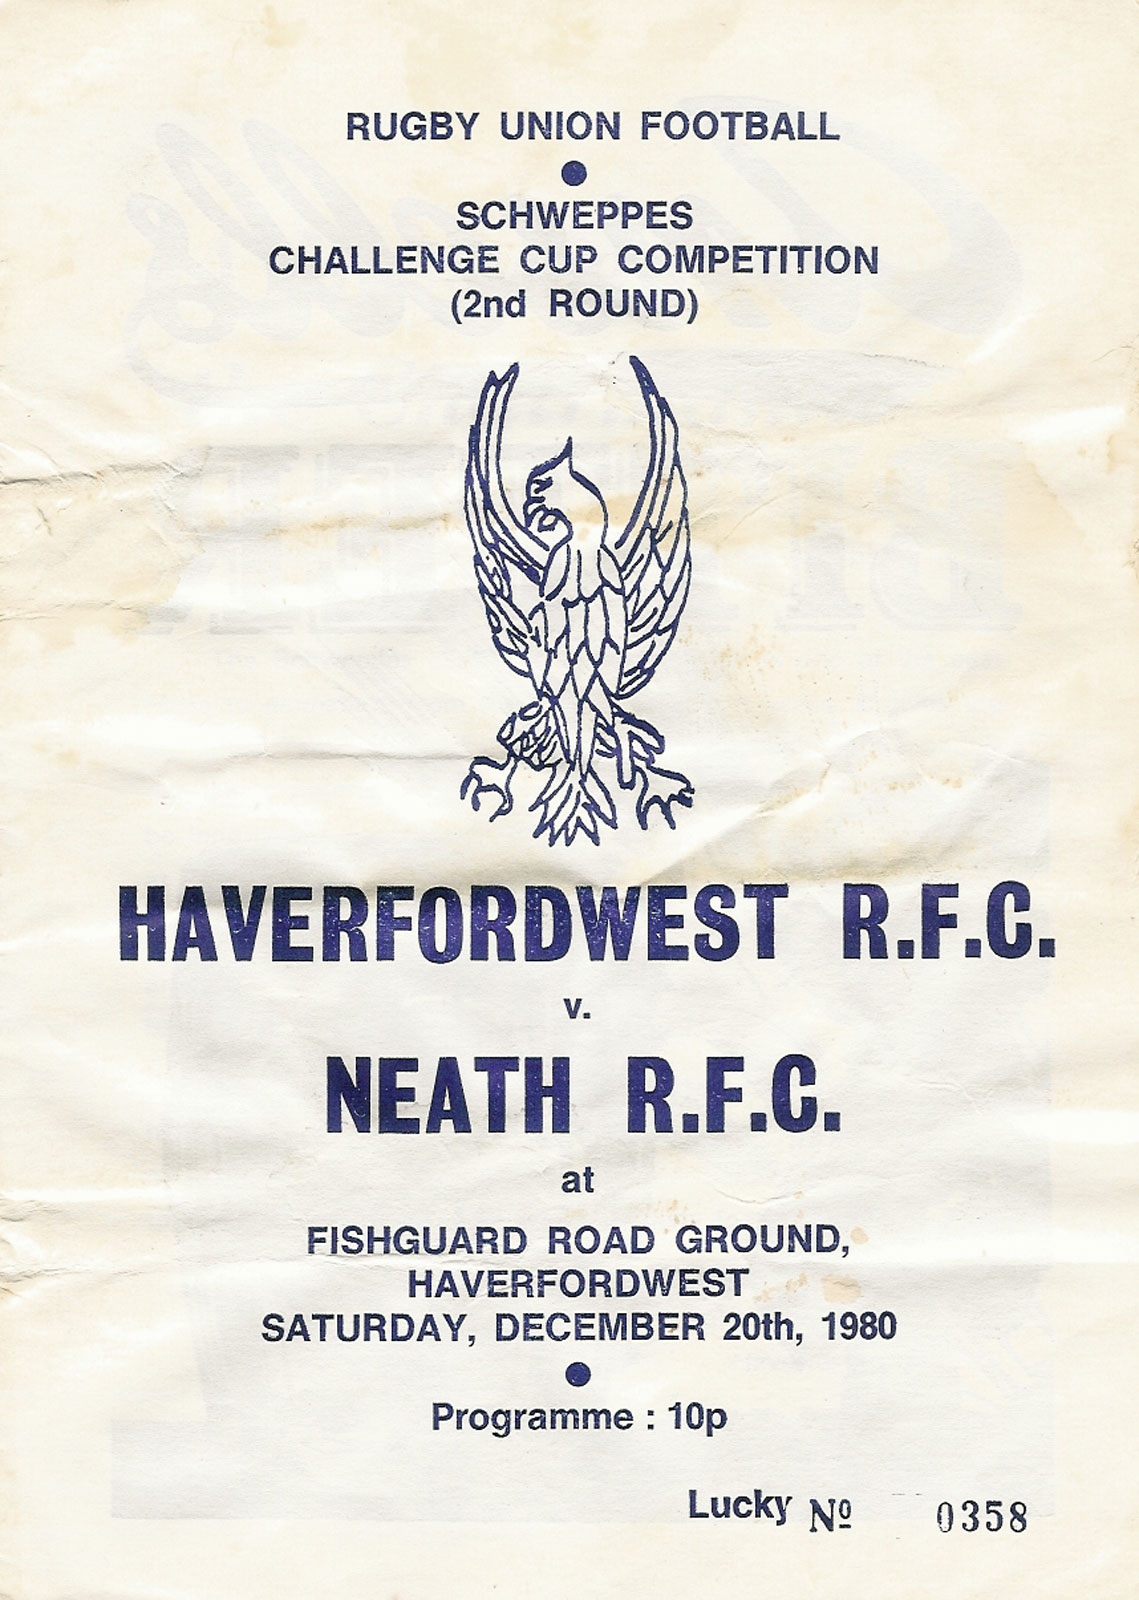 RUGBY UNION FOOTBALL
●
SCHWEPPES
CHALLENGE CUP COMPETITION
(2nd ROUND)
HAVERFORDWEST R.F.C.
v.
NEATH R.F.C.
at
FISHGUARD ROAD GROUND,
HAVERFORDWEST
SATURDAY, DECEMBER 20th, 1980
●
Programme : 10p
Lucky Nº 0358